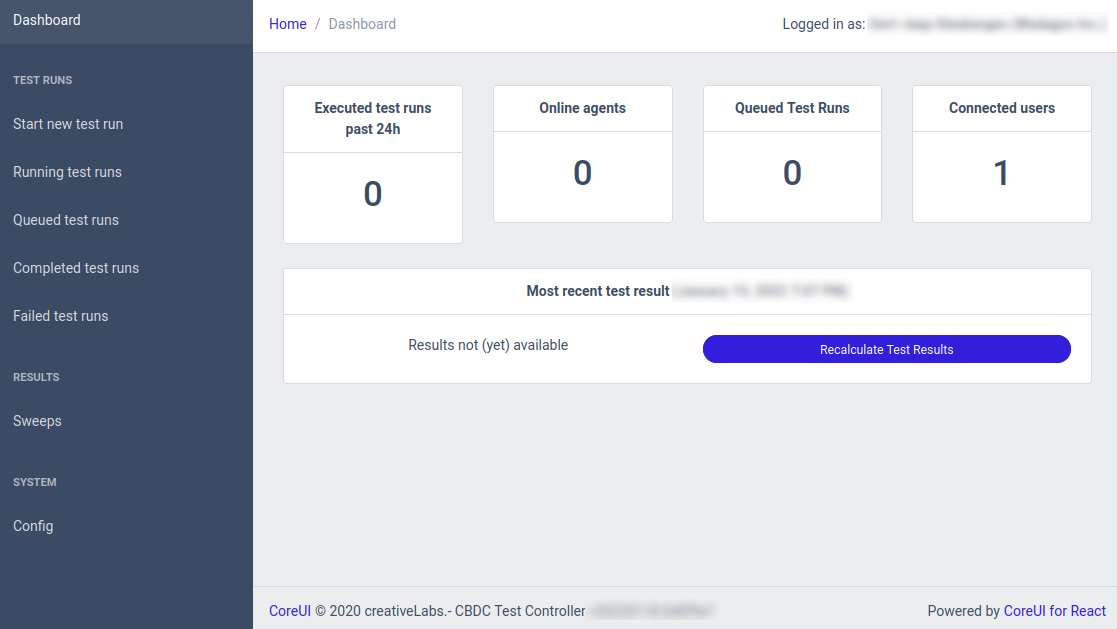 Dashboard
TEST RUNS
Start new test run
Running test runs
Queued test runs
Completed test runs
Failed test runs
RESULTS
Sweeps
SYSTEM
Config
Home / Dashboard
Logged in as:
Executed test runs
past 24h
0
Online agents
0
Queued Test Runs
0
Connected users
1
Most recent test result
Results not (yet) available
Recalculate Test Results
CoreUI © 2020 creativeLabs.- CBDC Test Controller
Powered by CoreUI for React